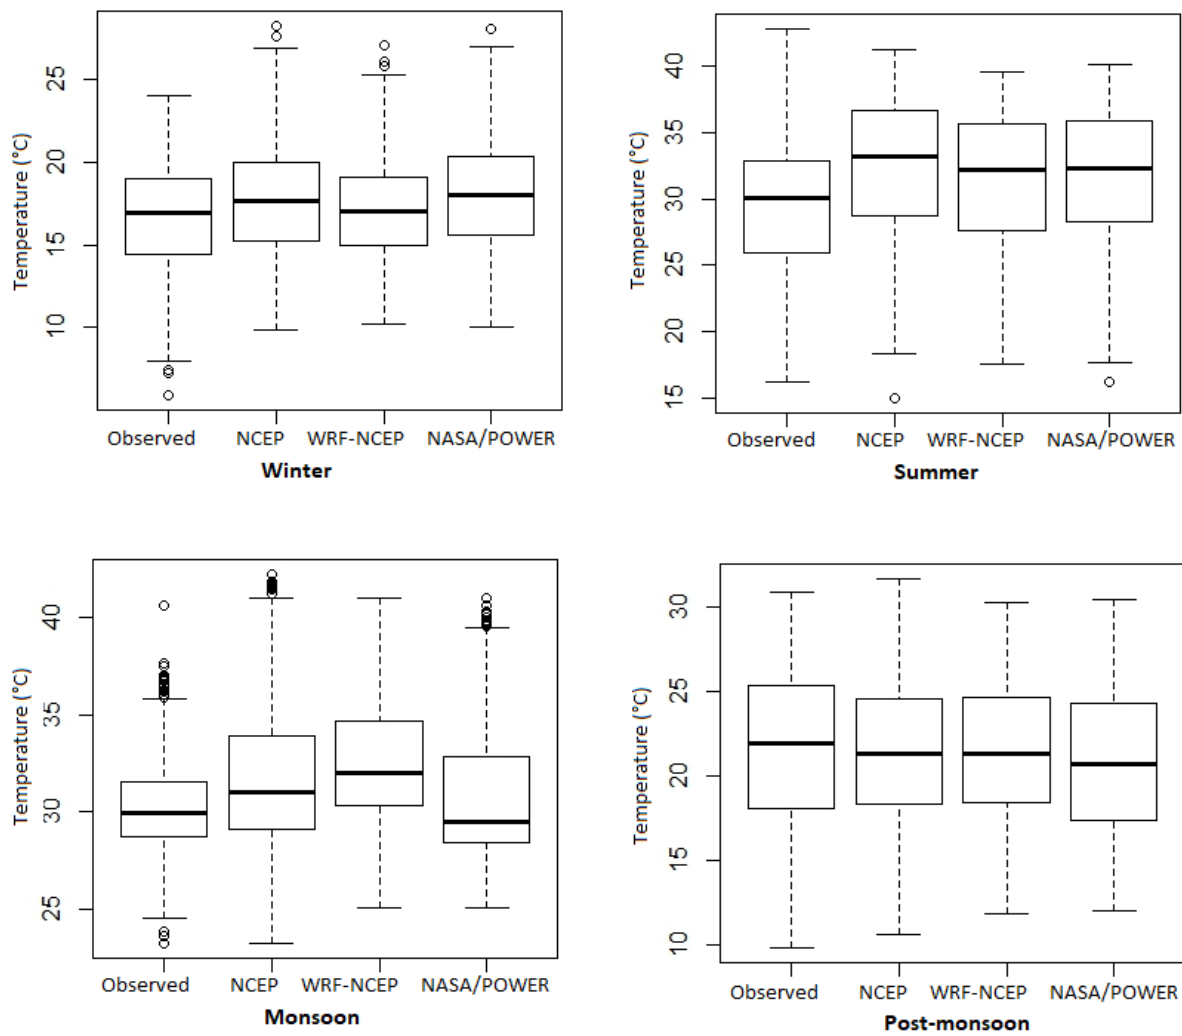 Temperature (°C)
25
20
15
10
Observed NCEP WRF-NCEP NASA/POWER
Winter
Temperature (°C)
40
35
30
25
20
15
Observed NCEP WRF-NCEP NASA/POWER
Summer
Temperature (°C)
40
35
30
25
Observed NCEP WRF-NCEP NASA/POWER
Monsoon
Temperature (°C)
30
25
20
15
10
Observed NCEP WRF-NCEP NASA/POWER
Post-monsoon